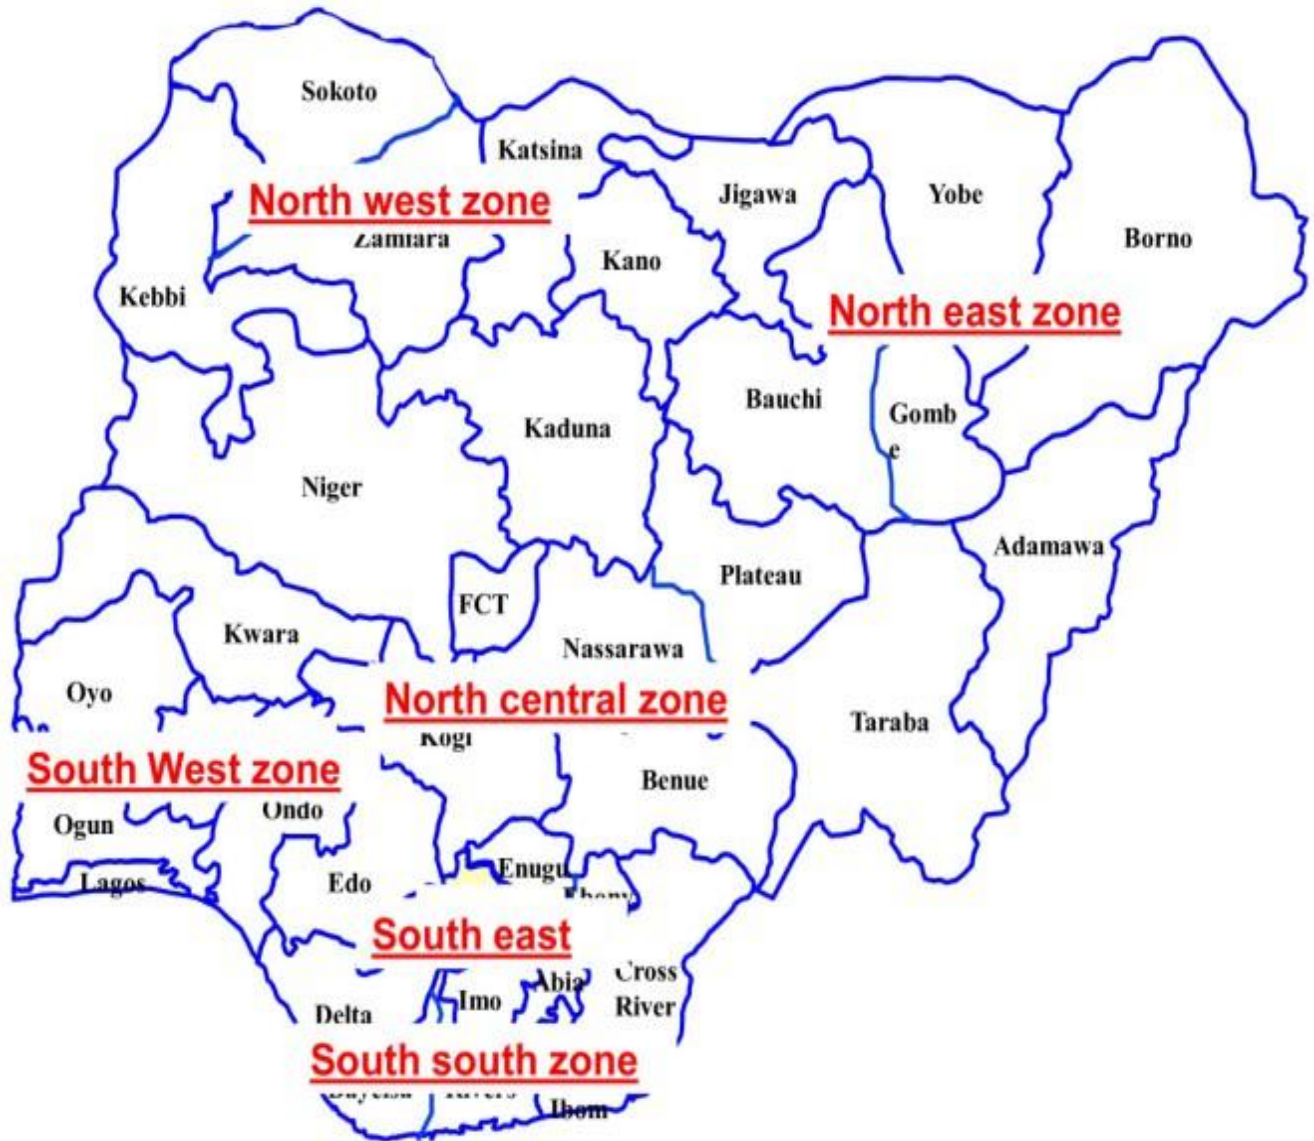 Sokoto
Katsina
Jigawa
Yobe
North west zone
Zamfara
Borno
Kano
Kebbi
North east zone
Bauchi
Gomb
e
Kaduna
Niger
Adamawa
Plateau
FCT
Kwara
Nassarawa
Oyo
North central zone
Taraba
Kogi
South West zone
Benue
Ondo
Ogun
Enugu
Lagos
Edo
South east
Abia
Cross
River
Imo
Delta
South south zone
Ibom